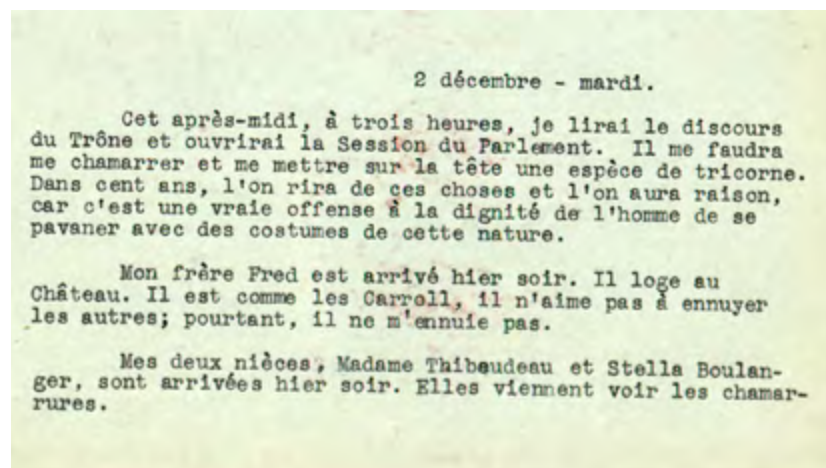 2 décembre - mardi.
Cet après-midi, à trois heures, je lirai le discours
du Trône et ouvrirai la Session du Parlement. Il me faudra
me chamarrer et me mettre sur la tête une espèce de tricorne.
Dans cent ans, l'on rira de ces choses et l'on aura raison,
car c'est une vraie offense à la dignité de l'homme de se
pavaner avec des costumes de cette nature.
Mon frère Fred est arrivé hier soir. Il loge au
Château. Il est comme les Carroll, il n'aime pas à ennuyer
les autres; pourtant, il ne m'ennuie pas.
Mes deux nièces, Madame Thibaudeau et Stella Boulan-
ger, sont arrivées hier soir. Elles viennent voir les chamar-
rures.